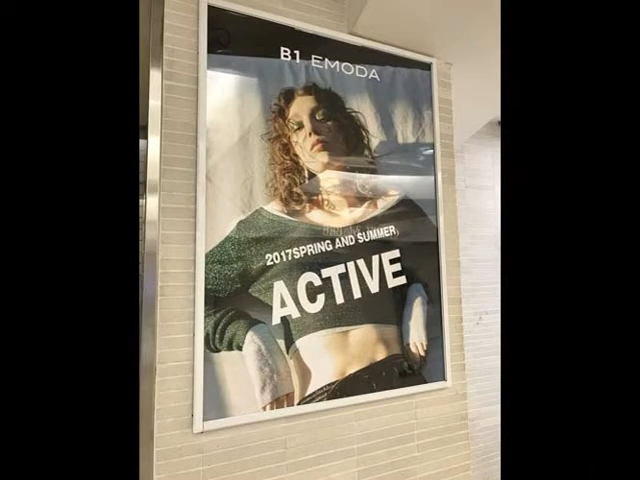 B1 EMODA
2017SPRING AND SUMMER,
ACTIVE